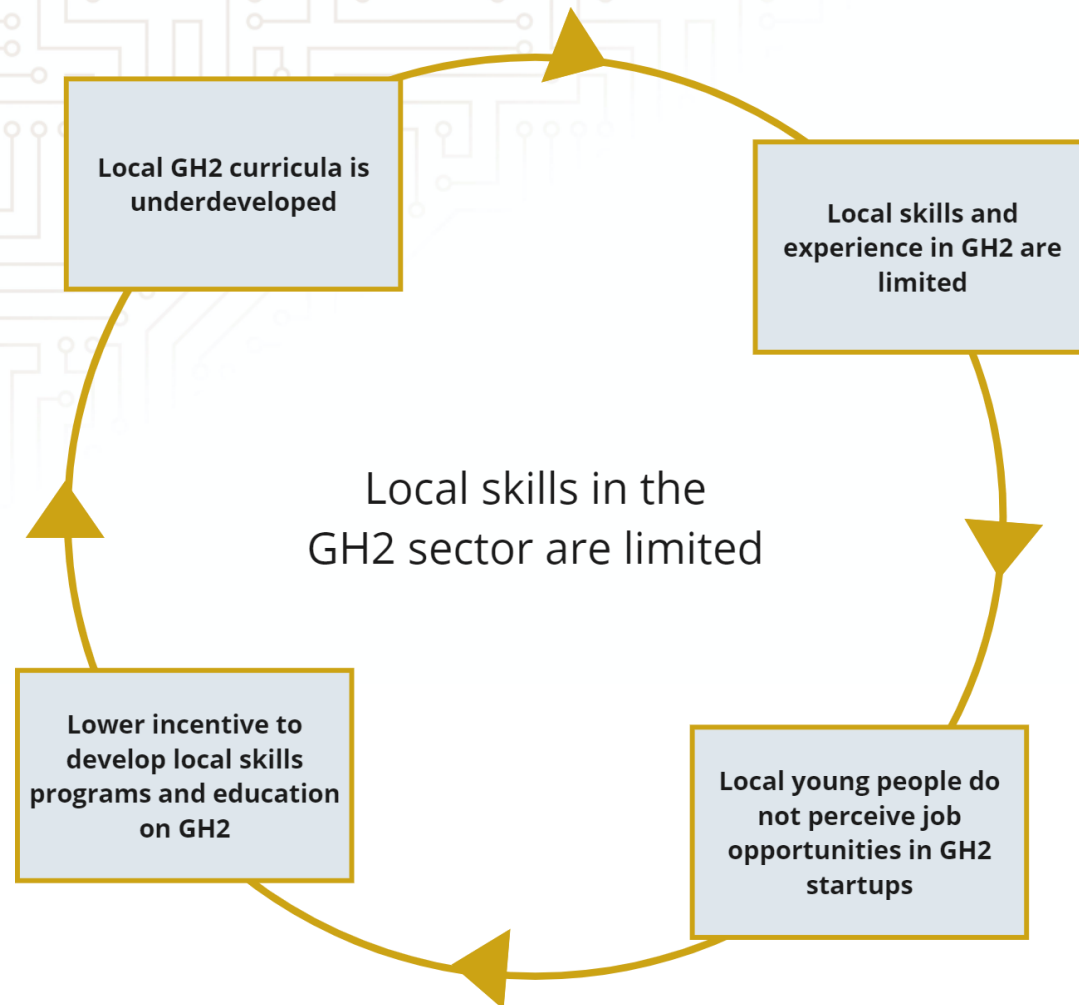 Local GH2 curricula is
underdeveloped
Local skills and
experience in GH2 are
limited
Local skills in the
GH2 sector are limited
Lower incentive to
develop local skills
programs and education
on GH2
Local young people do
not perceive job
opportunities in GH2
startups